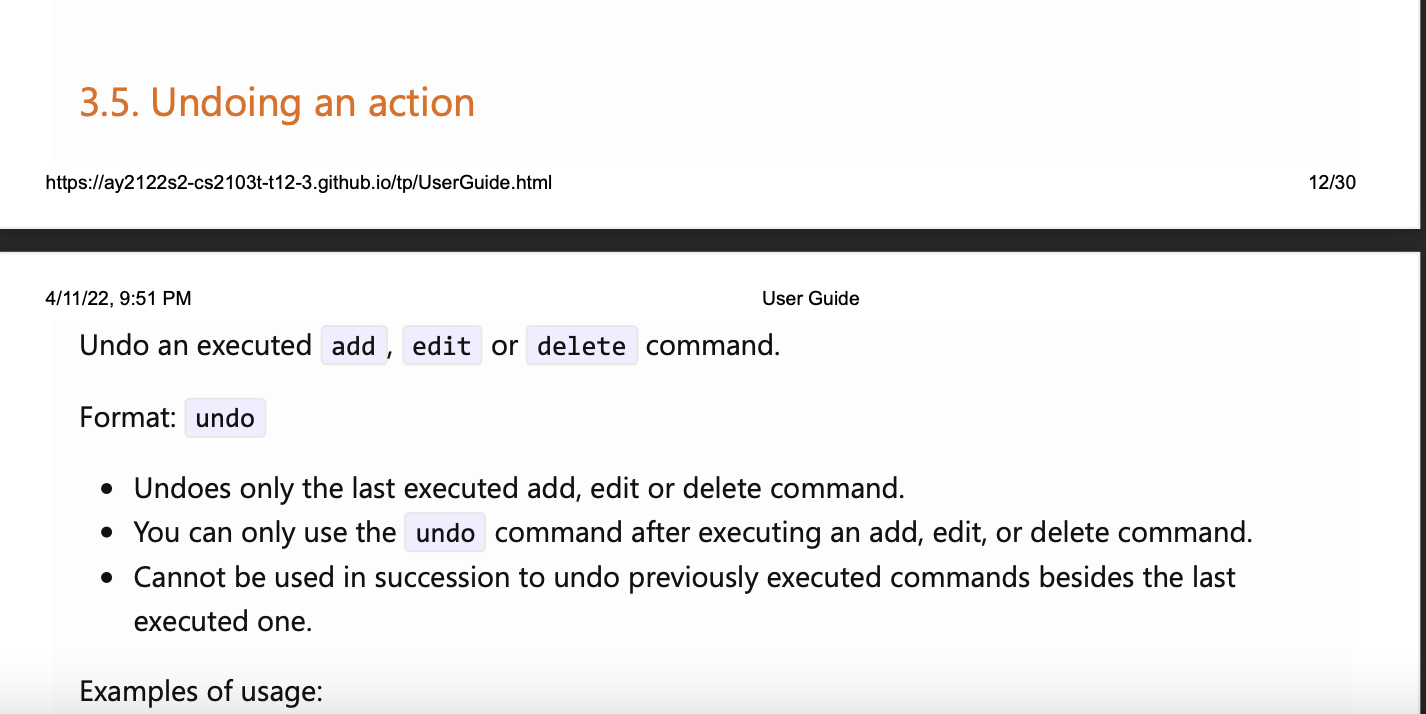 3.5. Undoing an action
https://ay2122s2-cs2103t-t12-3.github.io/tp/UserGuide.html 12/30
4/11/22, 9:51 PM User Guide
Undo an executed add, edit or delete command.
Format: undo
• Undoes only the last executed add, edit or delete command.
• You can only use the undo command after executing an add, edit, or delete command.
• Cannot be used in succession to undo previously executed commands besides the last
executed one.
Examples of usage: